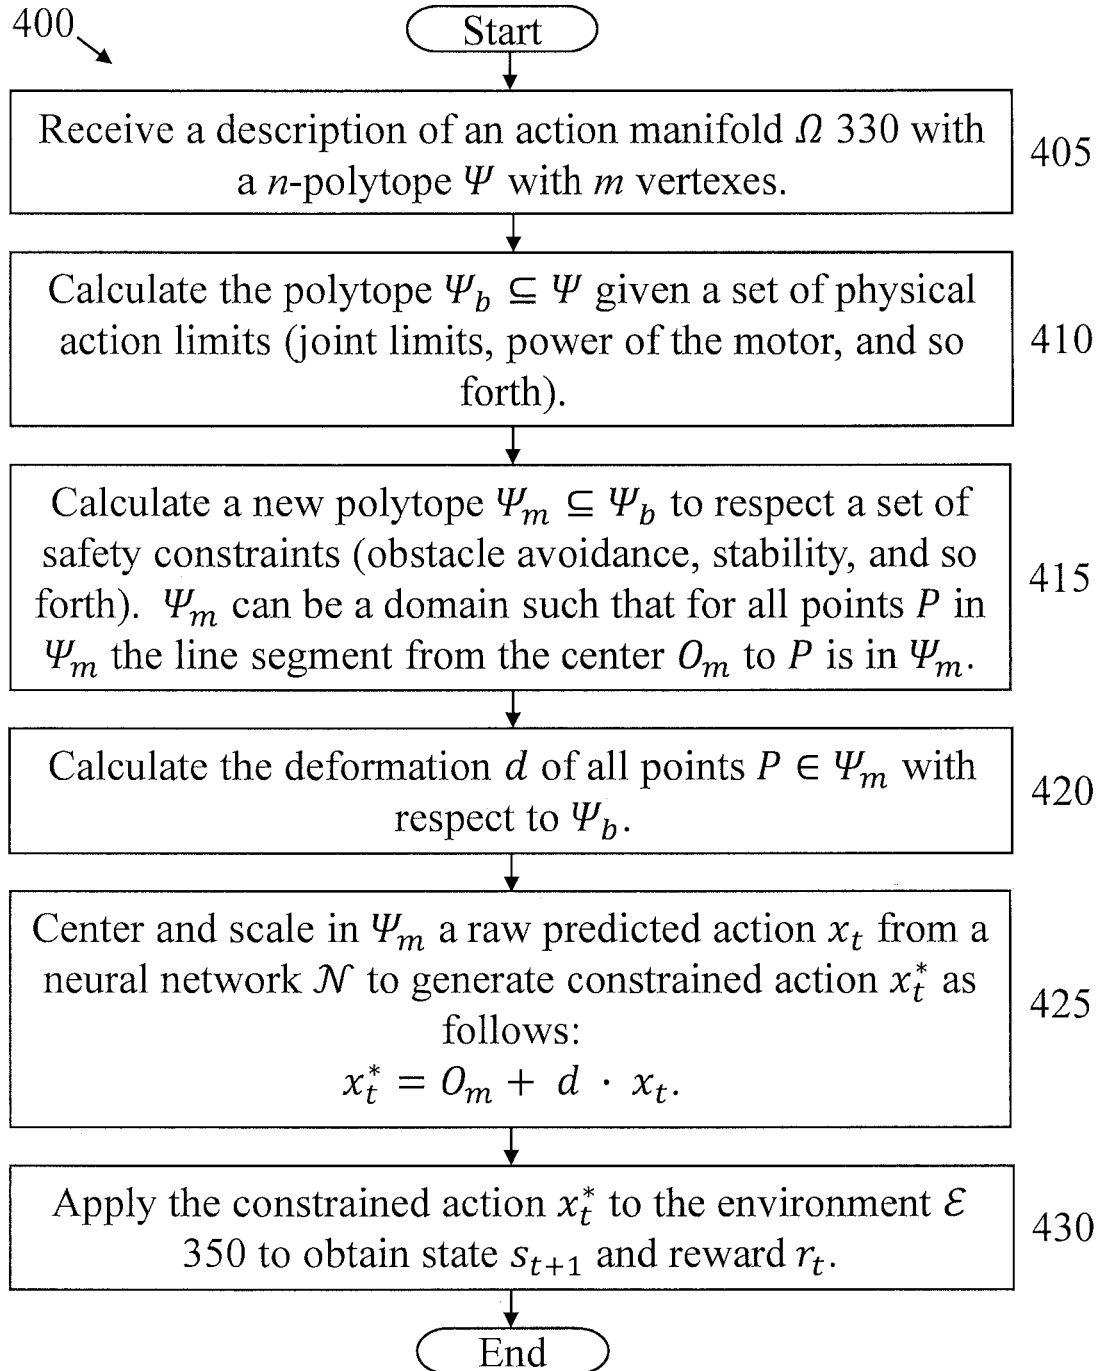 400
Start
Receive a description of an action manifold Ω 330 with
a n-polytope Ψ with m vertexes.
405
Calculate the polytope Ψ_b ⊆ Ψ given a set of physical
action limits (joint limits, power of the motor, and so
forth).
410
Calculate a new polytope Ψ_m ⊆ Ψ_b to respect a set of
safety constraints (obstacle avoidance, stability, and so
forth). Ψ_m can be a domain such that for all points P in
Ψ_m the line segment from the center O_m to P is in Ψ_m.
415
Calculate the deformation d of all points P ∈ Ψ_m with
respect to Ψ_b.
420
Center and scale in Ψ_m a raw predicted action x_t from a
neural network 𝒩 to generate constrained action x_t^* as
follows:
x_t^* = O_m + d · x_t.
425
Apply the constrained action x_t^* to the environment ℰ
350 to obtain state s_{t+1} and reward r_t.
430
End